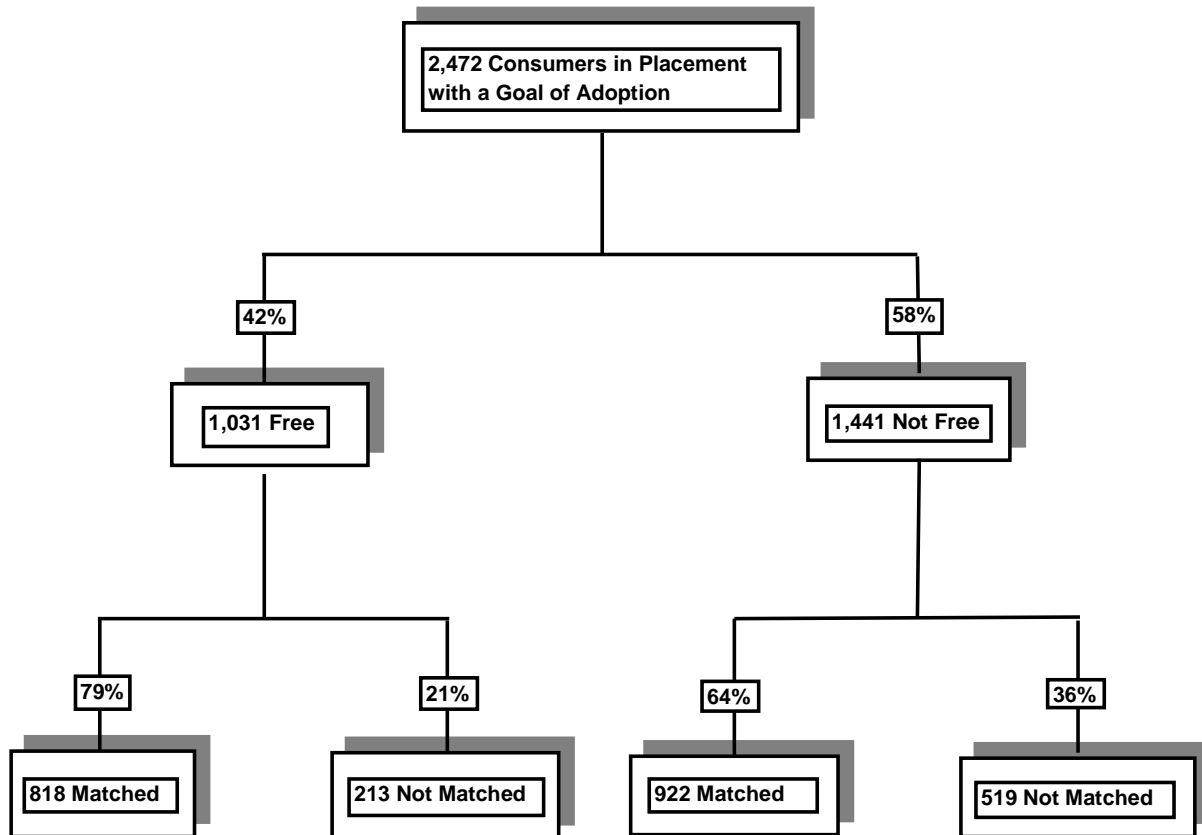 2,472 Consumers in Placement
with a Goal of Adoption
42%
58%
1,031 Free
1,441 Not Free
79%
21%
64%
36%
818 Matched
213 Not Matched
922 Matched
519 Not Matched